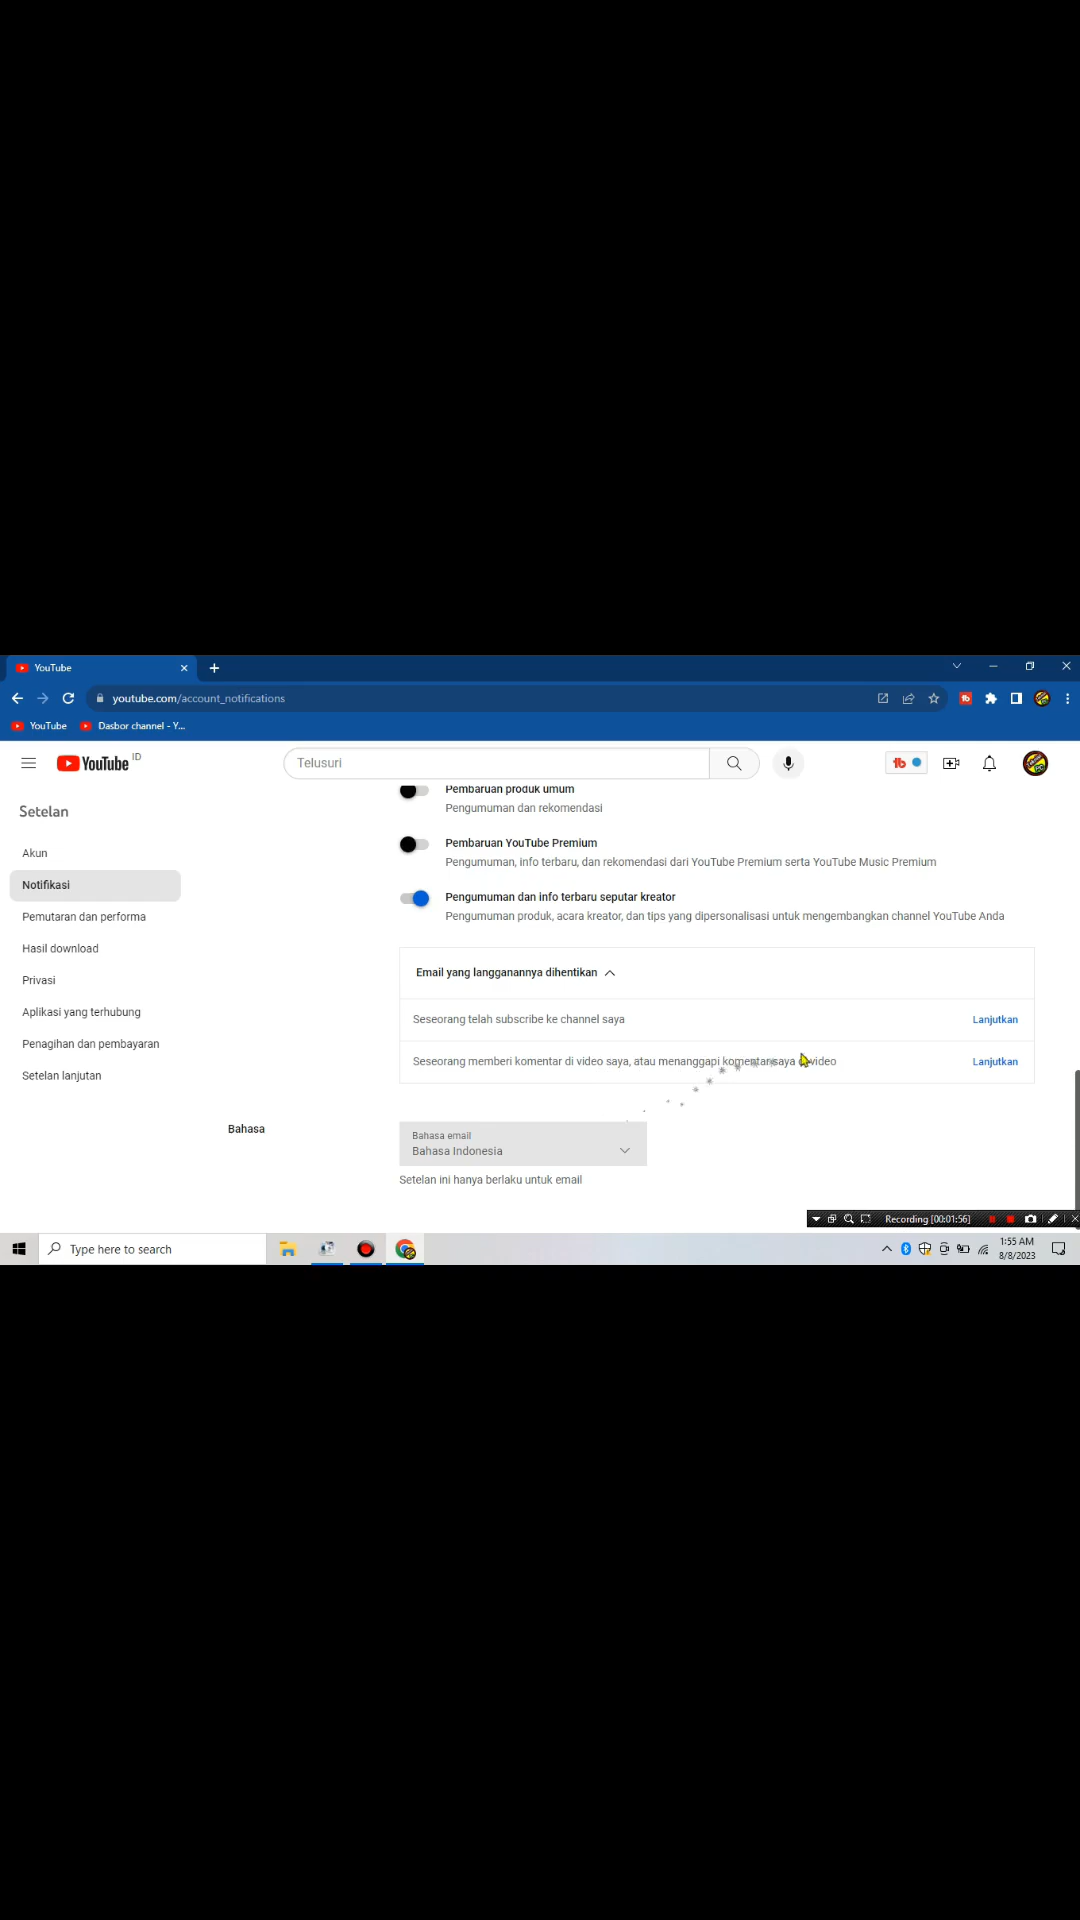 YouTube
youtube.com/account_notifications
YouTube
Dasbor channel - Y...
YouTube ID
Telusuri
Setelan
Akun
Notifikasi
Pemutaran dan performa
Hasil download
Privasi
Aplikasi yang terhubung
Penagihan dan pembayaran
Setelan lanjutan
Pembaruan produk umum
Pengumuman dan rekomendasi
Pembaruan YouTube Premium
Pengumuman, info terbaru, dan rekomendasi dari YouTube Premium serta YouTube Music Premium
Pengumuman dan info terbaru seputar kreator
Pengumuman produk, acara kreator, dan tips yang dipersonalisasi untuk mengembangkan channel YouTube Anda
Email yang langganannya dihentikan
Seseorang telah subscribe ke channel saya
Lanjutkan
Seseorang memberi komentar di video saya, atau menanggapi komentar saya di video
Lanjutkan
Bahasa
Bahasa email
Bahasa Indonesia
Setelan ini hanya berlaku untuk email
Recording [00:01:56]
Type here to search
1:55 AM
8/8/2023